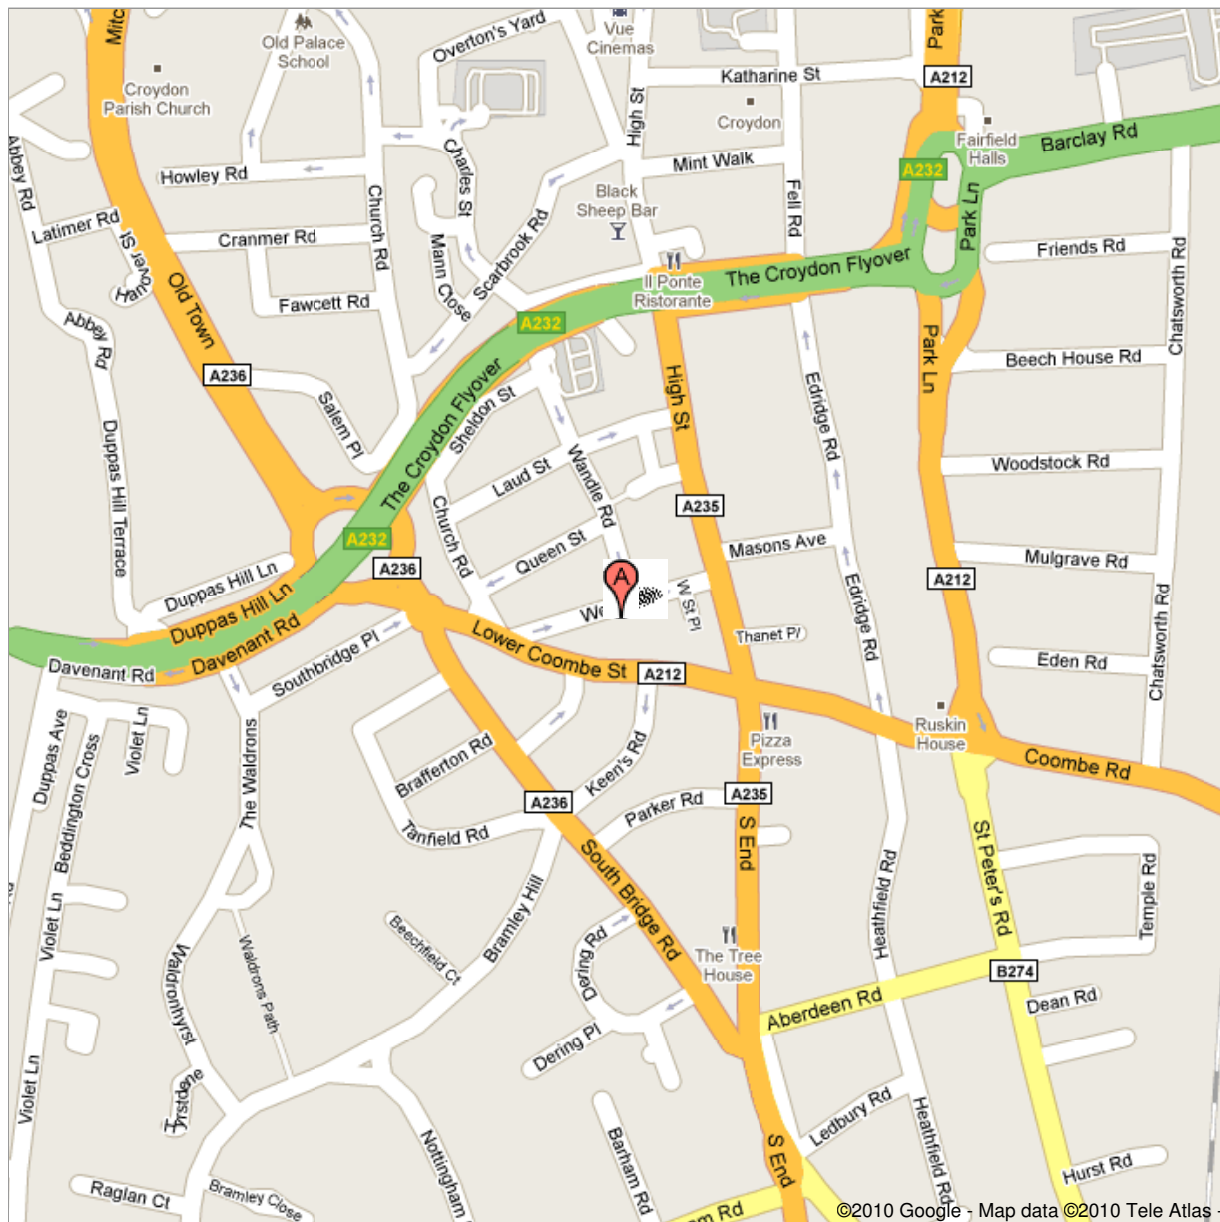 Mitc
Old Palace
School
Overton's Yard
Vue
Cinemas
Park
Katharine St
A212
Croydon
Parish Church
High St
Croydon
Fairfield
Halls
Barclay Rd
Abbey Rd
Howley Rd
Charles St
Mint Walk
A232
Black
Sheep Bar
Fell Rd
Park Ln
Latimer Rd
Hanover St
Cranmer Rd
Church Rd
Mann Close
Scarbrook Rd
Friends Rd
Chatsworth Rd
The Croydon Flyover
Il Ponte
Ristorante
Old Town
Fawcett Rd
Abbey Rd
A232
A236
Salem Pl
The Croydon Flyover
Sheldon St
High St
Edridge Rd
Park Ln
Beech House Rd
Duppas Hill Terrace
Laud St
Wandle Rd
Woodstock Rd
A235
Church Rd
A232
A236
Queen St
Masons Ave
Mulgrave Rd
A212
Duppas Hill Ln
Duppas Hill Ln
A
We
W St Pl
Edridge Rd
Chatsworth Rd
Davenant Rd
Davenant Rd
Southbridge Pl
Lower Coombe St
Thanet Pl
Eden Rd
A212
Duppas Ave
Violet Ln
Beddington Cross
The Waldrons
Brafferton Rd
Keen's Rd
Pizza
Express
Ruskin
House
Coombe Rd
A236
Parker Rd
A235
Tanfield Rd
S End
South Bridge Rd
St Peter's Rd
Temple Rd
Heathfield Rd
Violet Ln
Bramley Hill
Beechfield Ct
Waldrons Path
Waldronhyrst
Dering Rd
The Tree
House
B274
Aberdeen Rd
Dean Rd
Dering Pl
Violet Ln
Tyrstdene
Nottingham
Barham Rd
Ledbury Rd
Heathfield Rd
S End
Hurst Rd
Raglan Ct
Bramley Close
m Rd
©2010 Google - Map data ©2010 Tele Atlas -